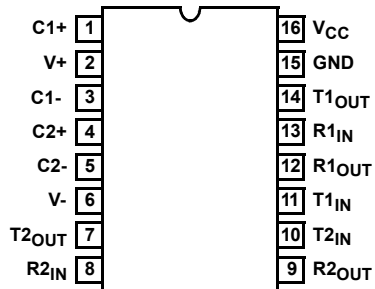 C1+ 1 16 VCC
V+ 2 15 GND
C1- 3 14 T1OUT
C2+ 4 13 R1IN
C2- 5 12 R1OUT
V- 6 11 T1IN
T2OUT 7 10 T2IN
R2IN 8 9 R2OUT